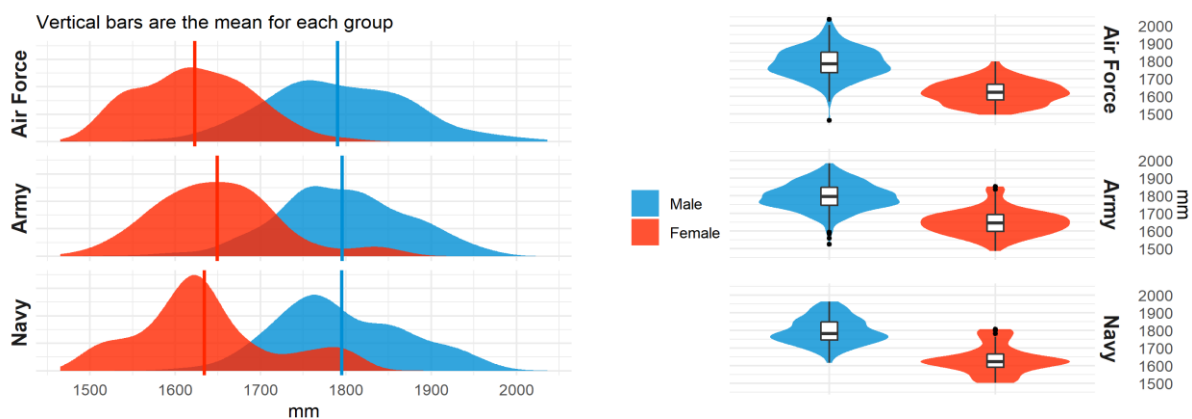 Vertical bars are the mean for each group
Air Force
Army
Navy
1500 1600 1700 1800 1900 2000
mm
Male
Female
Air Force
2000
1900
1800
1700
1600
1500
Army
2000
1900
1800
1700
1600
1500
mm
Navy
2000
1900
1800
1700
1600
1500